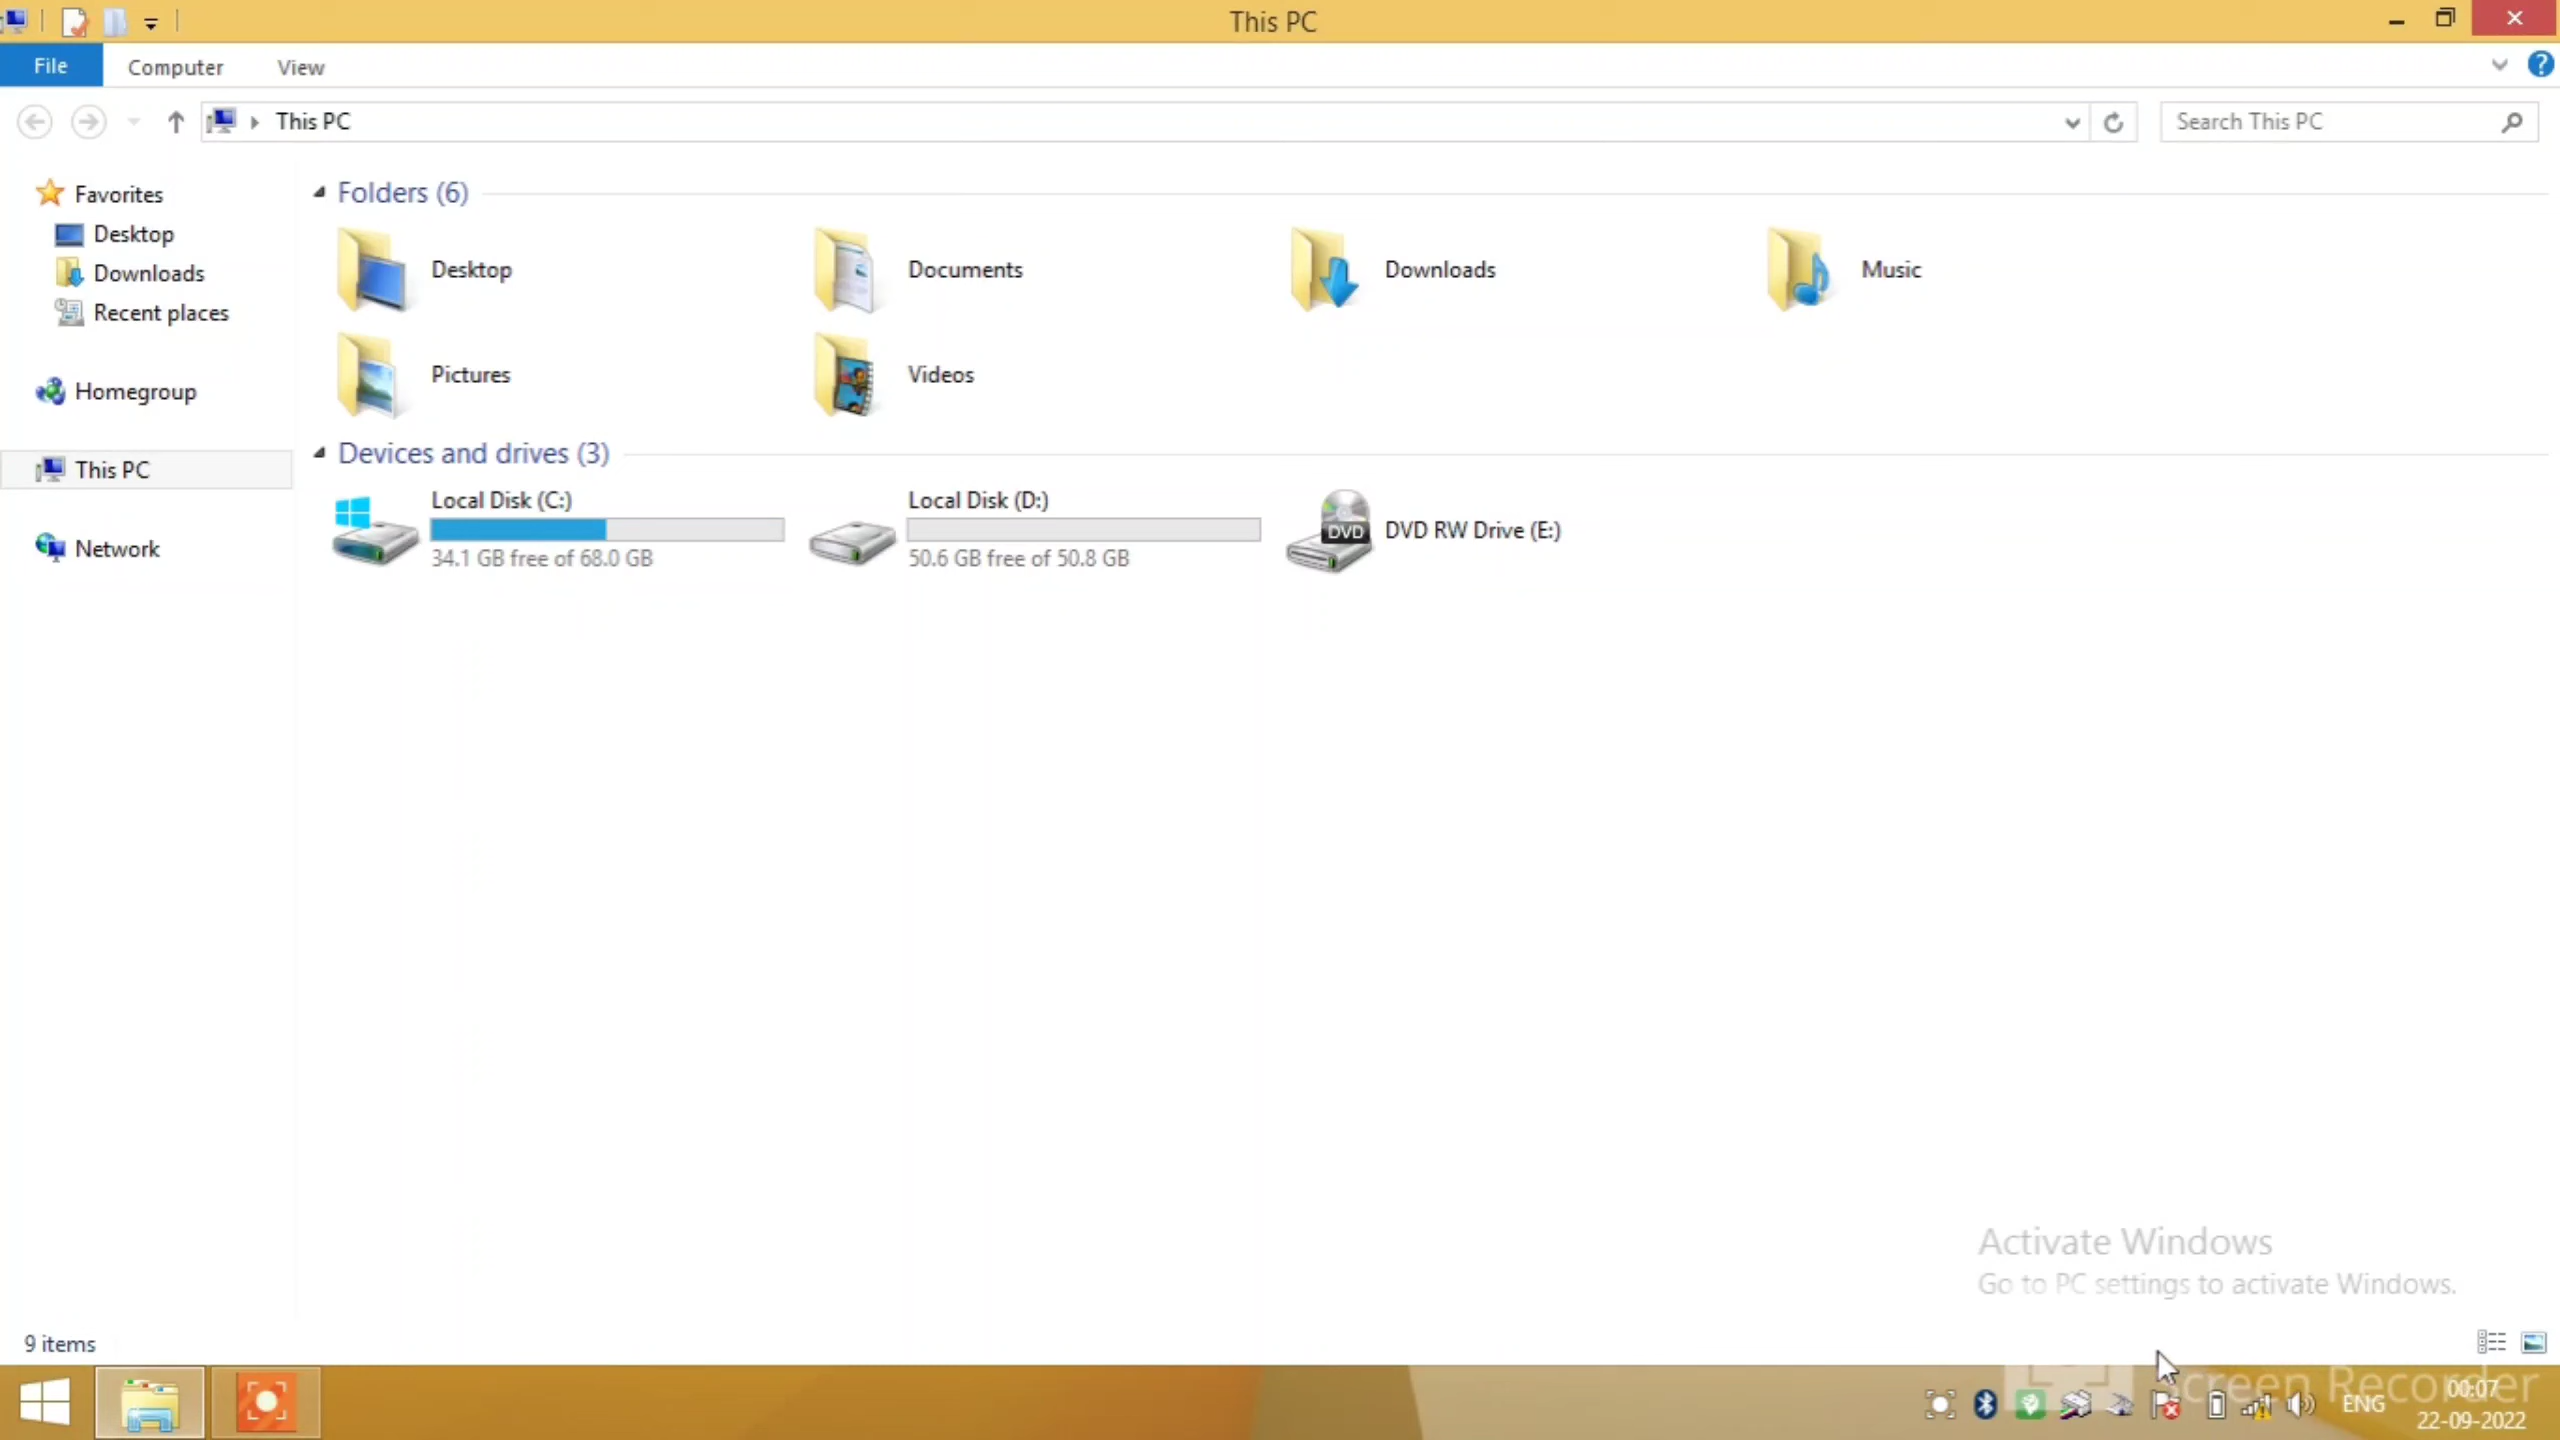 This PC
File Computer View
This PC
Search This PC
Favorites
Desktop
Downloads
Recent places
Homegroup
This PC
Network
Folders (6)
Desktop Documents Downloads Music
Pictures Videos
Devices and drives (3)
Local Disk (C:)
34.1 GB free of 68.0 GB
Local Disk (D:)
50.6 GB free of 50.8 GB
DVD
DVD RW Drive (E:)
Activate Windows
Go to PC settings to activate Windows.
9 items
Screen Recorder
ENG
00:07
22-09-2022